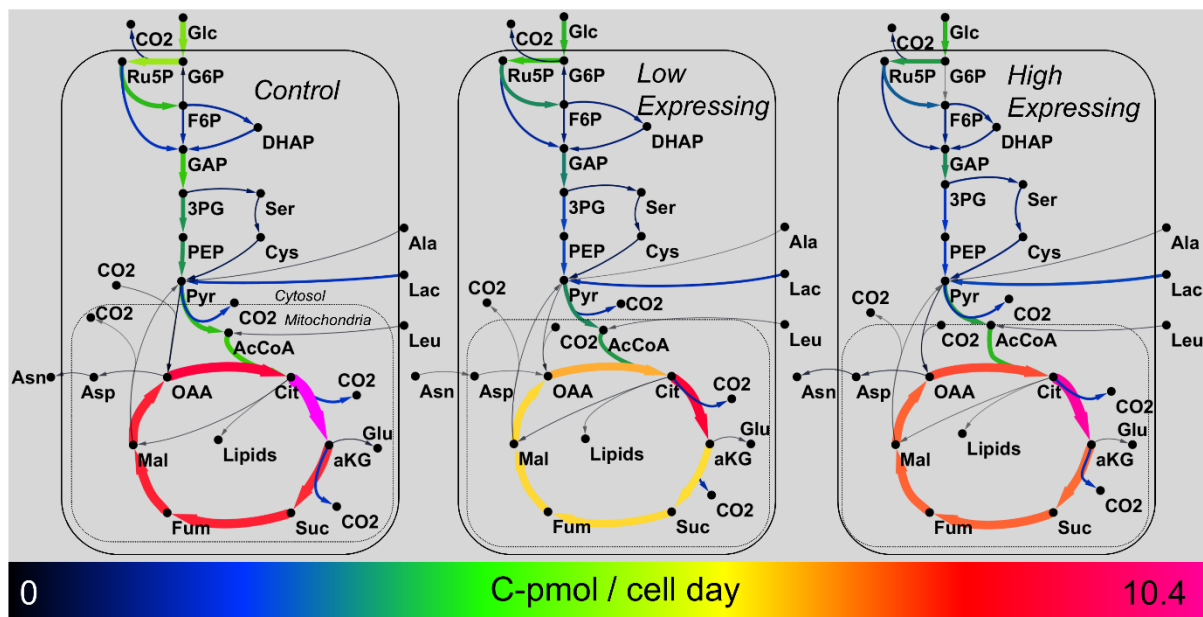 CO2
Glc
Ru5P
G6P
Control
F6P
DHAP
GAP
3PG
Ser
PEP
Cys
Ala
CO2
Pyr
Cytosol
Lac
CO2
CO2
Mitochondria
AcCoA
Leu
Asn
Asp
OAA
Cit
CO2
Glu
Mal
Lipids
aKG
CO2
Fum
Suc
CO2
Glc
Ru5P
G6P
Low
Expressing
F6P
DHAP
GAP
3PG
Ser
PEP
Cys
Ala
CO2
Pyr
Lac
CO2
CO2
AcCoA
Leu
Asn
Asp
OAA
Cit
CO2
Glu
Mal
Lipids
aKG
CO2
Fum
Suc
CO2
Glc
Ru5P
G6P
High
Expressing
F6P
DHAP
GAP
3PG
Ser
PEP
Cys
Ala
CO2
Pyr
Lac
CO2
CO2
AcCoA
Leu
Asn
Asp
OAA
Cit
CO2
Glu
Mal
Lipids
aKG
CO2
Fum
Suc
0
C-pmol / cell day
10.4